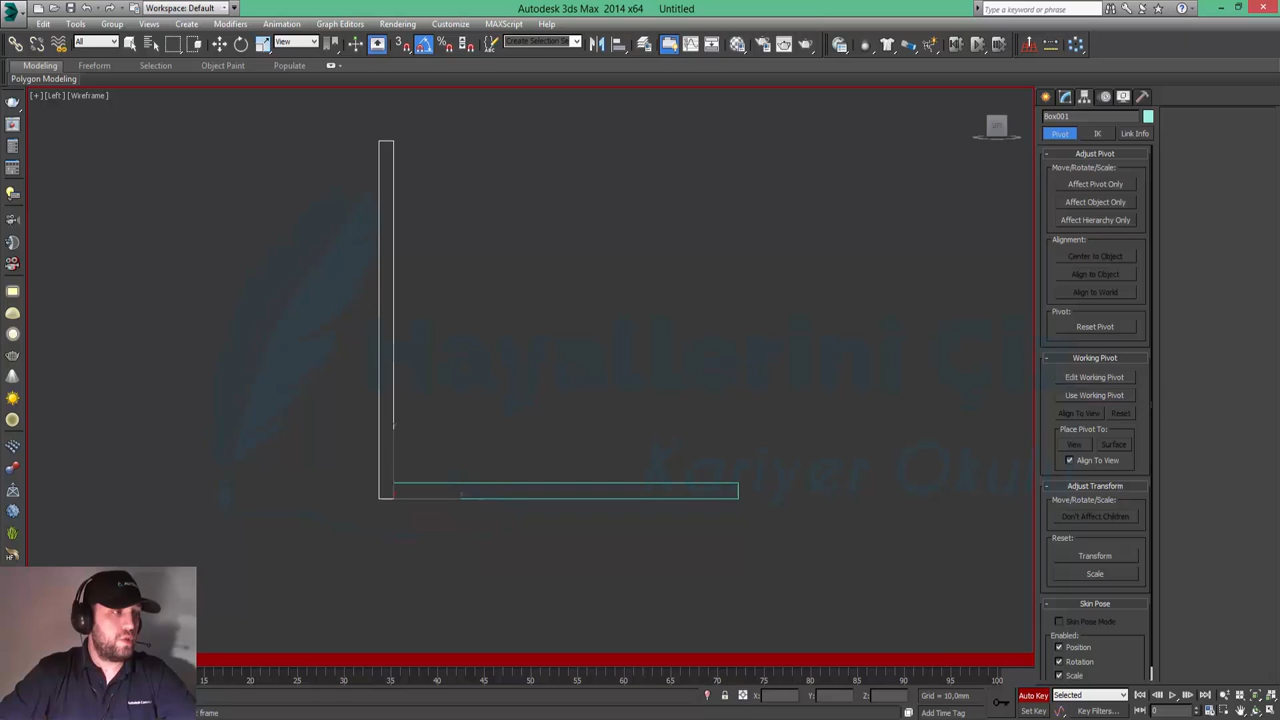 Autodesk 3ds Max 2014 x64 Untitled
Workspace: Default
Type a keyword or phrase
Edit Tools Group Views Create Modifiers Animation Graph Editors Rendering Customize MAXScript Help
All View Create Selection Se
Modeling Freeform Selection Object Paint Populate
Polygon Modeling
[+] [Left] [Wireframe]
Box001
Pivot IK Link Info
Adjust Pivot
Move/Rotate/Scale:
Affect Pivot Only
Affect Object Only
Affect Hierarchy Only
Alignment:
Center to Object
Align to Object
Align to World
Pivot:
Reset Pivot
Working Pivot
Edit Working Pivot
Use Working Pivot
Align To View Reset
Place Pivot To:
View Surface
Align To View
Adjust Transform
Move/Rotate/Scale:
Don't Affect Children
Reset:
Transform
Scale
Skin Pose
Skin Pose Mode
Enabled:
Position
Rotation
Scale
HF
15 20 25 30 35 40 45 50 55 60 65 70 75 80 85 90 95 100
X: Y: Z: Grid = 10,0mm Auto Key Selected
frame Add Time Tag Set Key Key Filters... 0